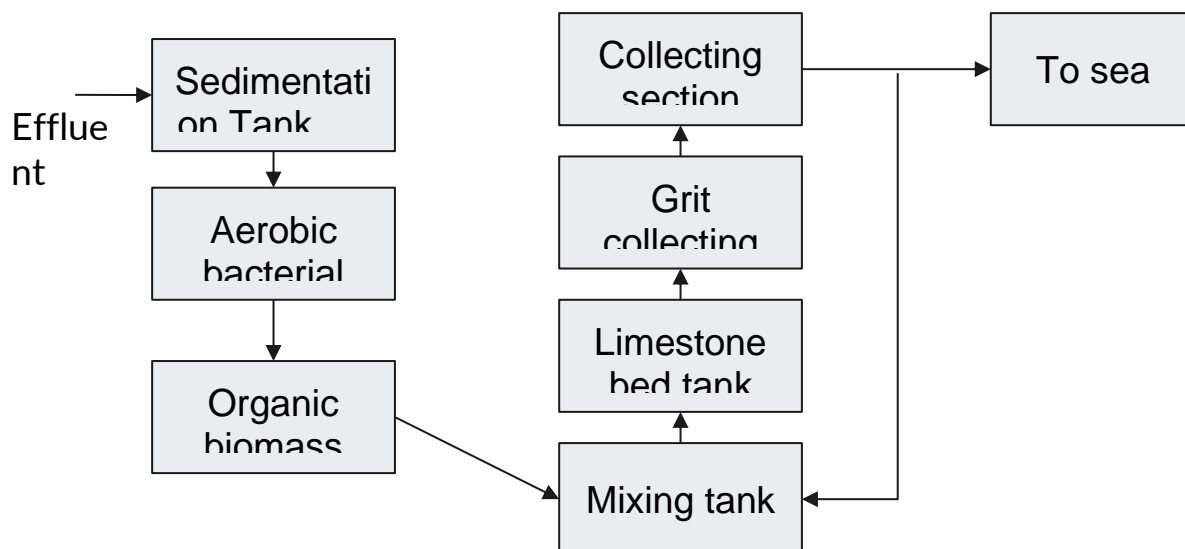 Effluent
nt
Sedimentati
on Tank
Aerobic
bacterial
Organic
biomass
Mixing tank
Limestone
bed tank
Grit
collecting
Collecting
section
To sea